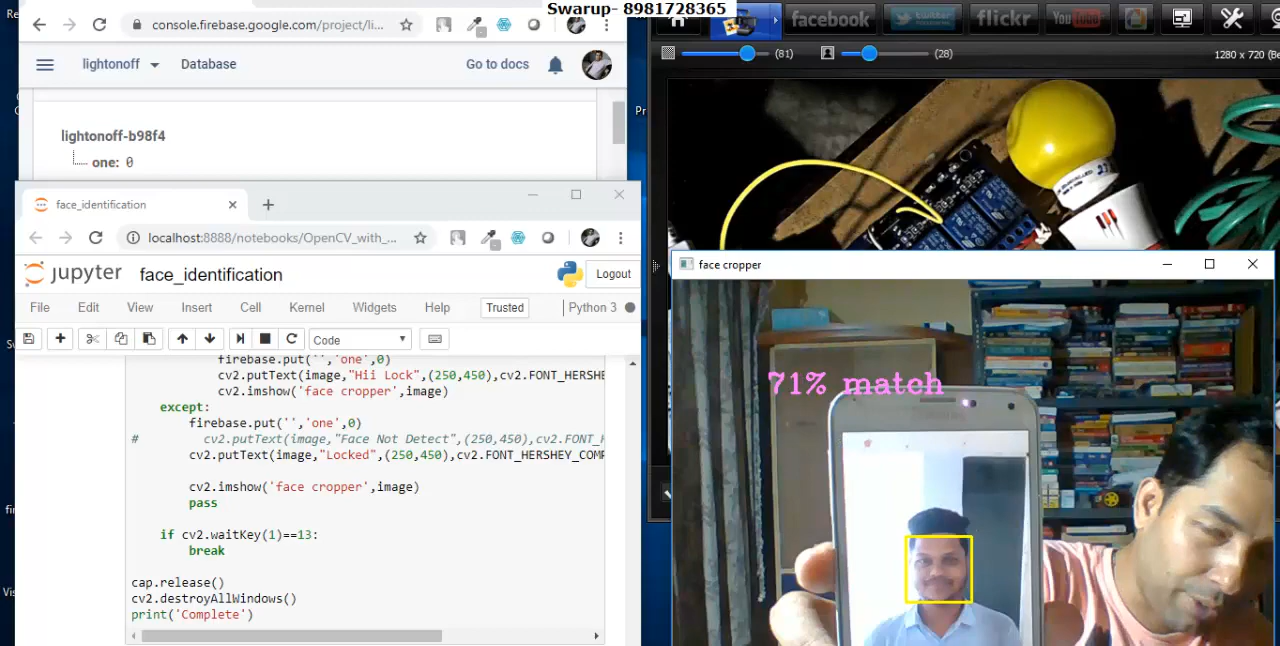 Swarup- 8981728365
console.firebase.google.com/project/li...
lightonoff
Database
Go to docs
lightonoff-b98f4
one: 0
face_identification
localhost:8888/notebooks/OpenCV_with_...
jupyter face_identification
Logout
File Edit View Insert Cell Kernel Widgets Help Trusted Python 3
Code
firebase.put('','one',0)
cv2.putText(image,"Hii Lock",(250,450),cv2.FONT_HERSHE
cv2.imshow('face cropper',image)
except:
firebase.put('','one',0)
# cv2.putText(image,"Face Not Detect",(250,450),cv2.FONT_H
cv2.putText(image,"Locked",(250,450),cv2.FONT_HERSHEY_COMP
cv2.imshow('face cropper',image)
pass
if cv2.waitKey(1)==13:
break
cap.release()
cv2.destroyAllWindows()
print('Complete')
facebook
twitter
flickr
You Tube
(81)
(28)
1280 x 720 (Be
Pr
face cropper
71% match